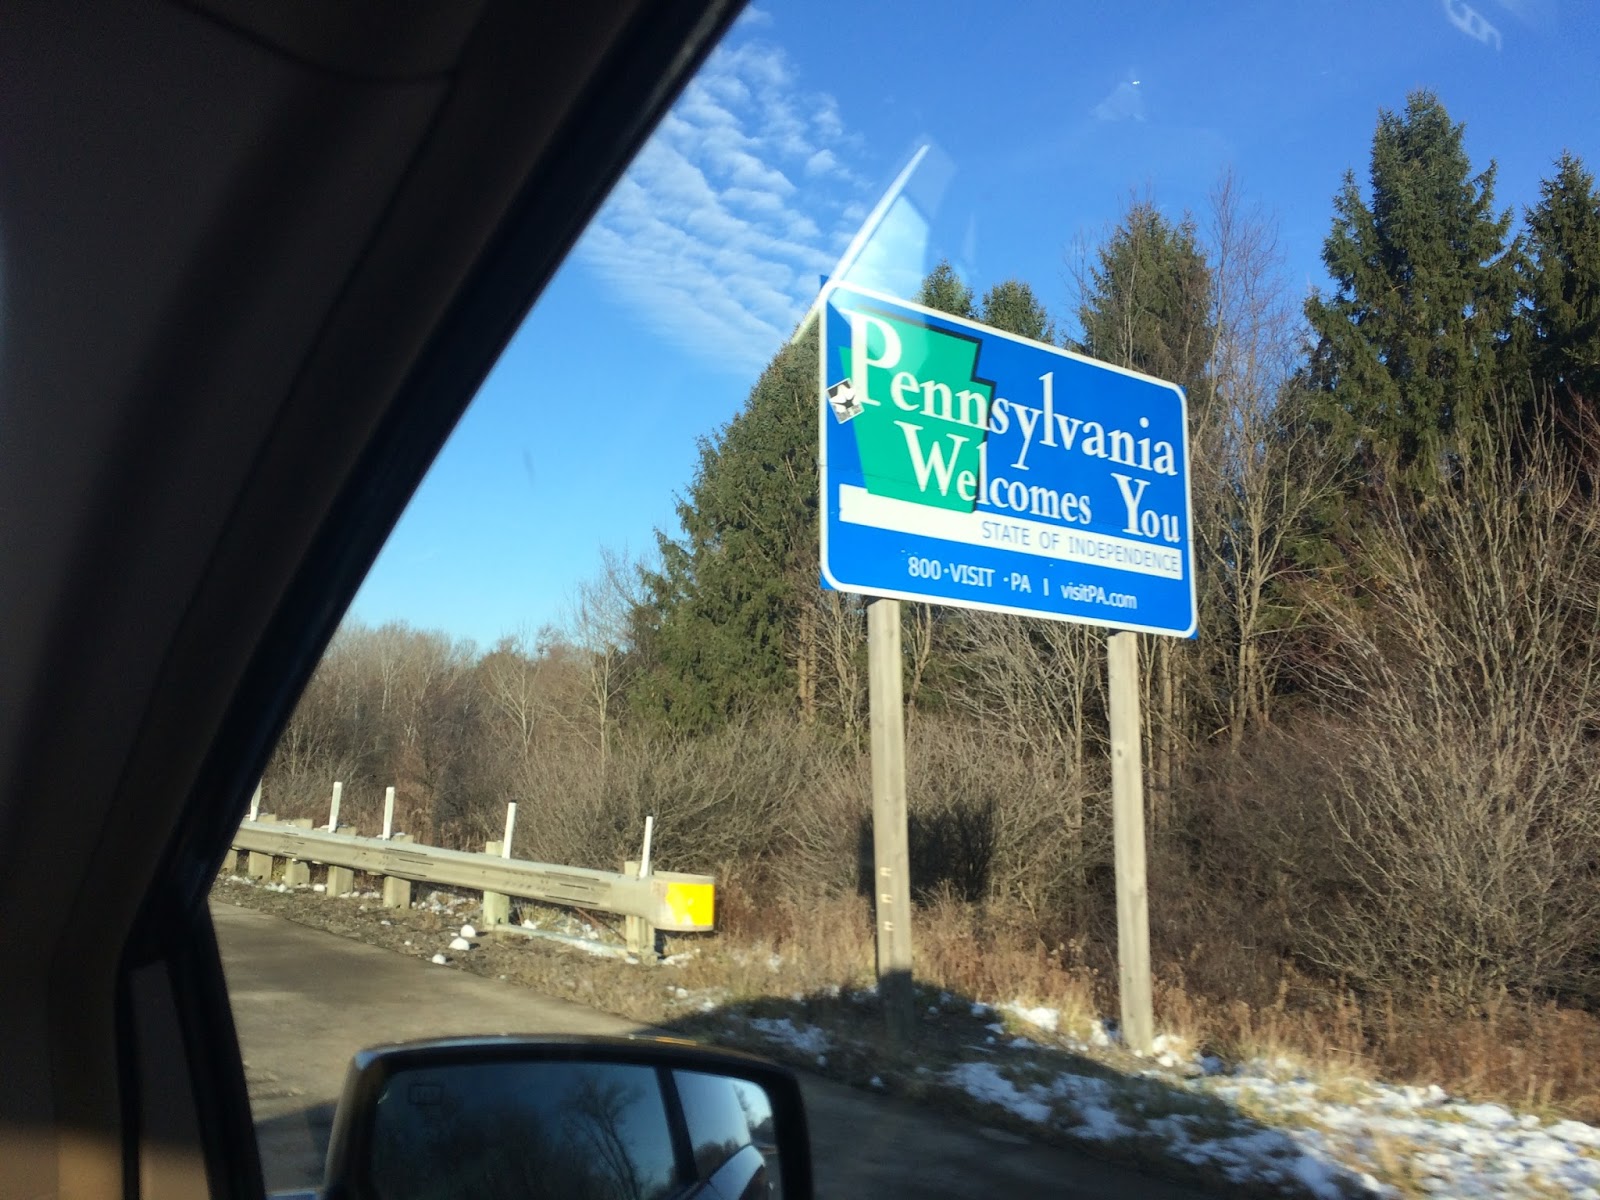 Pennsylvania
Welcomes You
STATE OF INDEPENDENCE
800·VISIT·PA | visitPA.com